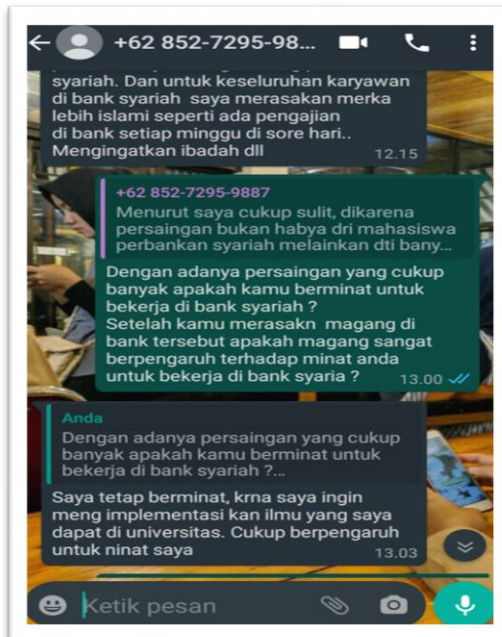 +62 852-7295-98...
syariah. Dan untuk keseluruhan karyawan
di bank syariah saya merasakan merka
lebih islami seperti ada pengajian
di bank setiap minggu di sore hari..
Mengingatkan ibadah dll
12.15
+62 852-7295-9887
Menurut saya cukup sulit, dikarena
persaingan bukan habya dri mahasiswa
perbankan syariah melainkan dti bany...
Dengan adanya persaingan yang cukup
banyak apakah kamu berminat untuk
bekerja di bank syariah ?
Setelah kamu merasakn magang di
bank tersebut apakah magang sangat
berpengaruh terhadap minat anda
untuk bekerja di bank syaria ?
13.00
Anda
Dengan adanya persaingan yang cukup
banyak apakah kamu berminat untuk
bekerja di bank syariah ?...
Saya tetap berminat, krna saya ingin
meng implementasi kan ilmu yang saya
dapat di universitas. Cukup berpengaruh
untuk ninat saya
13.03
Ketik pesan